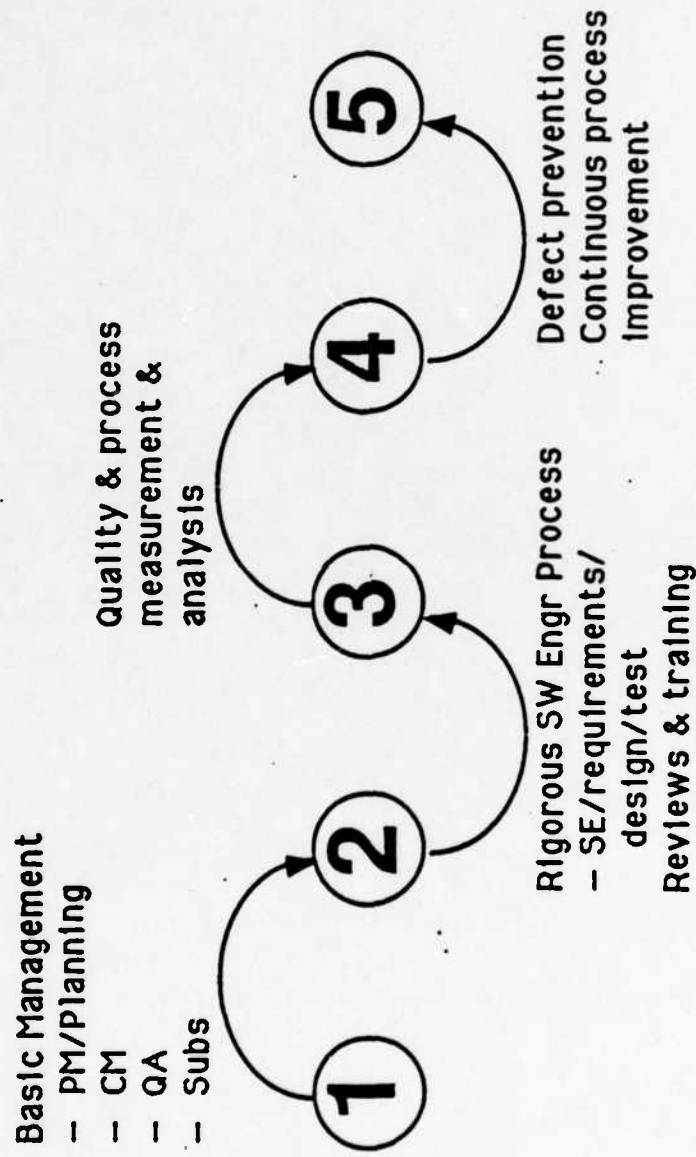 Basic Management
– PM/Planning
– CM
– QA
– Subs
Quality & process
measurement &
analysis
1
2
3
4
5
Rigorous SW Engr Process
– SE/requirements/
design/test
Reviews & training
Defect prevention
Continuous process
improvement